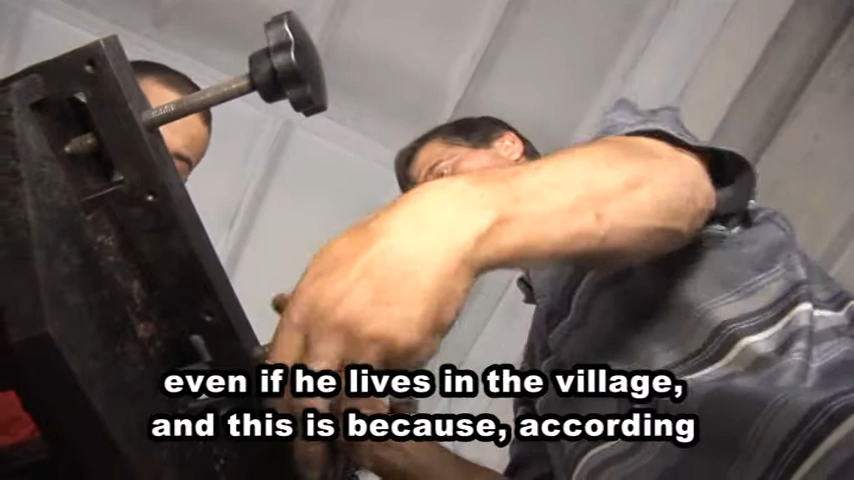 even if he lives in the village,
and this is because, according